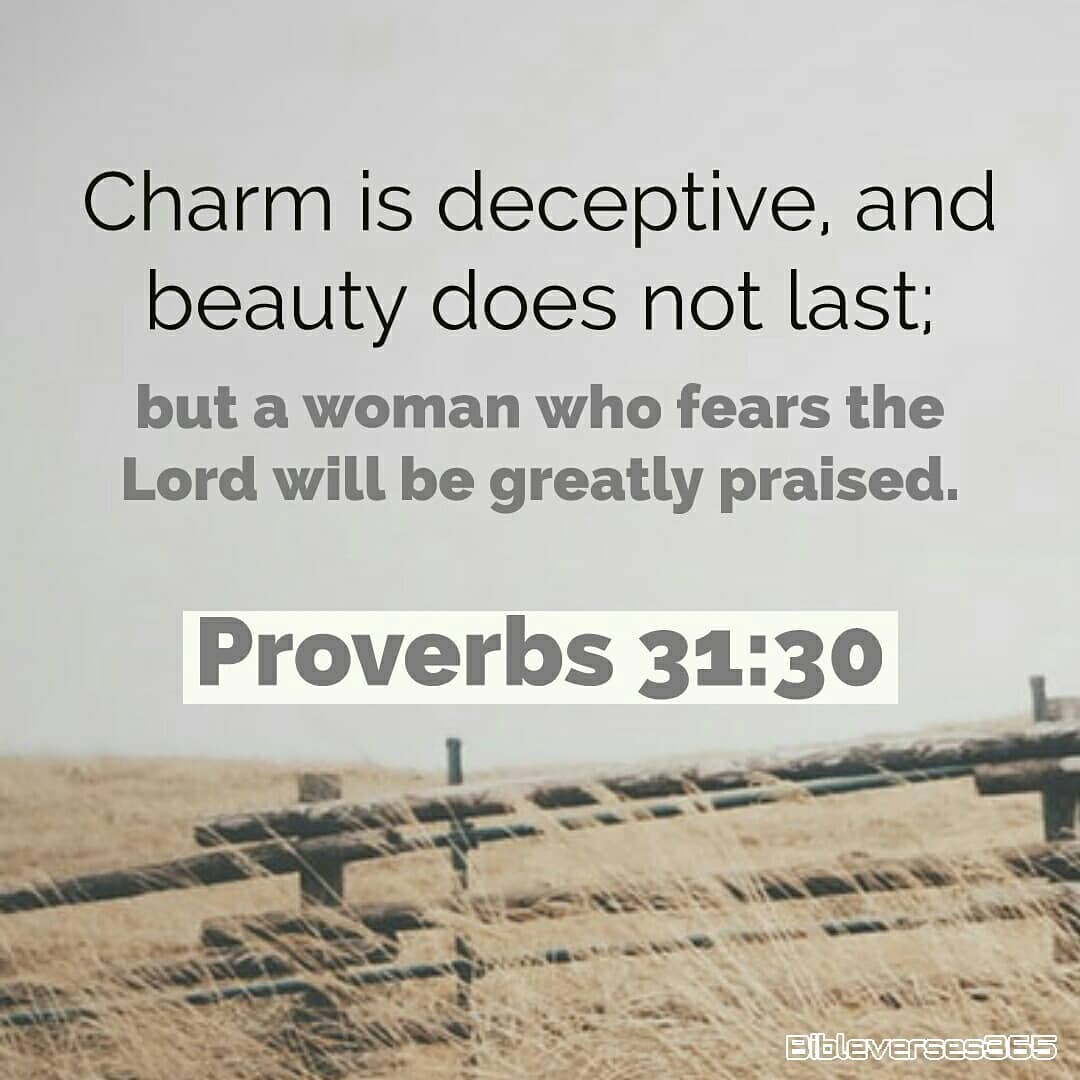 Charm is deceptive, and
beauty does not last;
but a woman who fears the
Lord will be greatly praised.
Proverbs 31:30
Bibleverses365